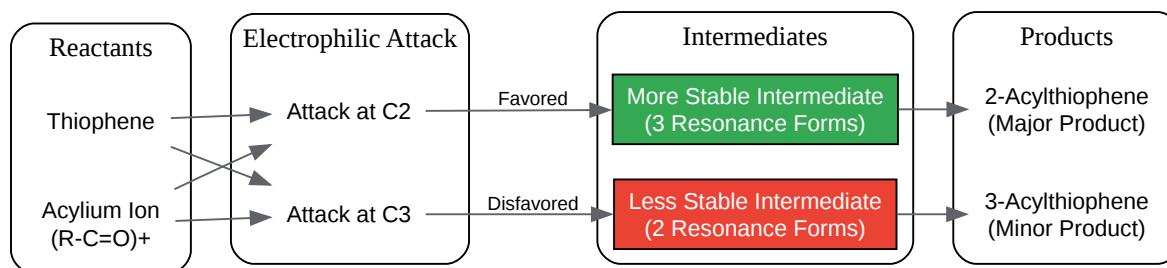 Reactants
Thiophene
Acylium Ion
(R-C=O)+
Electrophilic Attack
Attack at C2
Attack at C3
Favored
Disfavored
Intermediates
More Stable Intermediate
(3 Resonance Forms)
Less Stable Intermediate
(2 Resonance Forms)
Products
2-Acylthiophene
(Major Product)
3-Acylthiophene
(Minor Product)